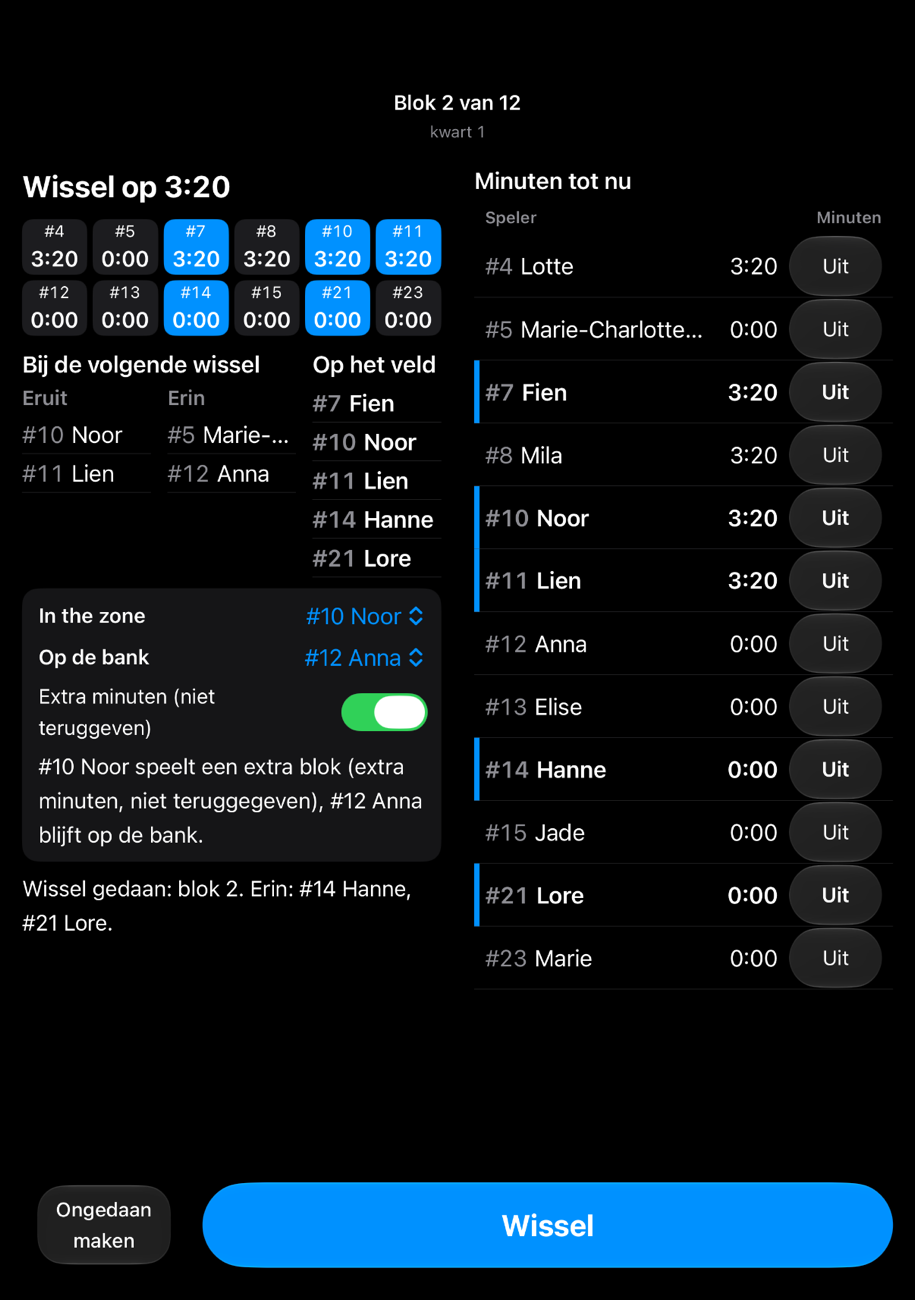 Blok 2 van 12
kwart 1
Wissel op 3:20
#4 #5 #7 #8 #10 #11
3:20 0:00 3:20 3:20 3:20 3:20
#12 #13 #14 #15 #21 #23
0:00 0:00 0:00 0:00 0:00 0:00
Bij de volgende wissel
Eruit Erin
#10 Noor #5 Marie-...
#11 Lien #12 Anna
Op het veld
#7 Fien
#10 Noor
#11 Lien
#14 Hanne
#21 Lore
In the zone #10 Noor
Op de bank #12 Anna
Extra minuten (niet
teruggeven)
#10 Noor speelt een extra blok (extra
minuten, niet teruggegeven), #12 Anna
blijft op de bank.
Wissel gedaan: blok 2. Erin: #14 Hanne,
#21 Lore.
Minuten tot nu
Speler Minuten
#4 Lotte 3:20 Uit
#5 Marie-Charlotte... 0:00 Uit
#7 Fien 3:20 Uit
#8 Mila 3:20 Uit
#10 Noor 3:20 Uit
#11 Lien 3:20 Uit
#12 Anna 0:00 Uit
#13 Elise 0:00 Uit
#14 Hanne 0:00 Uit
#15 Jade 0:00 Uit
#21 Lore 0:00 Uit
#23 Marie 0:00 Uit
Ongedaan
maken
Wissel